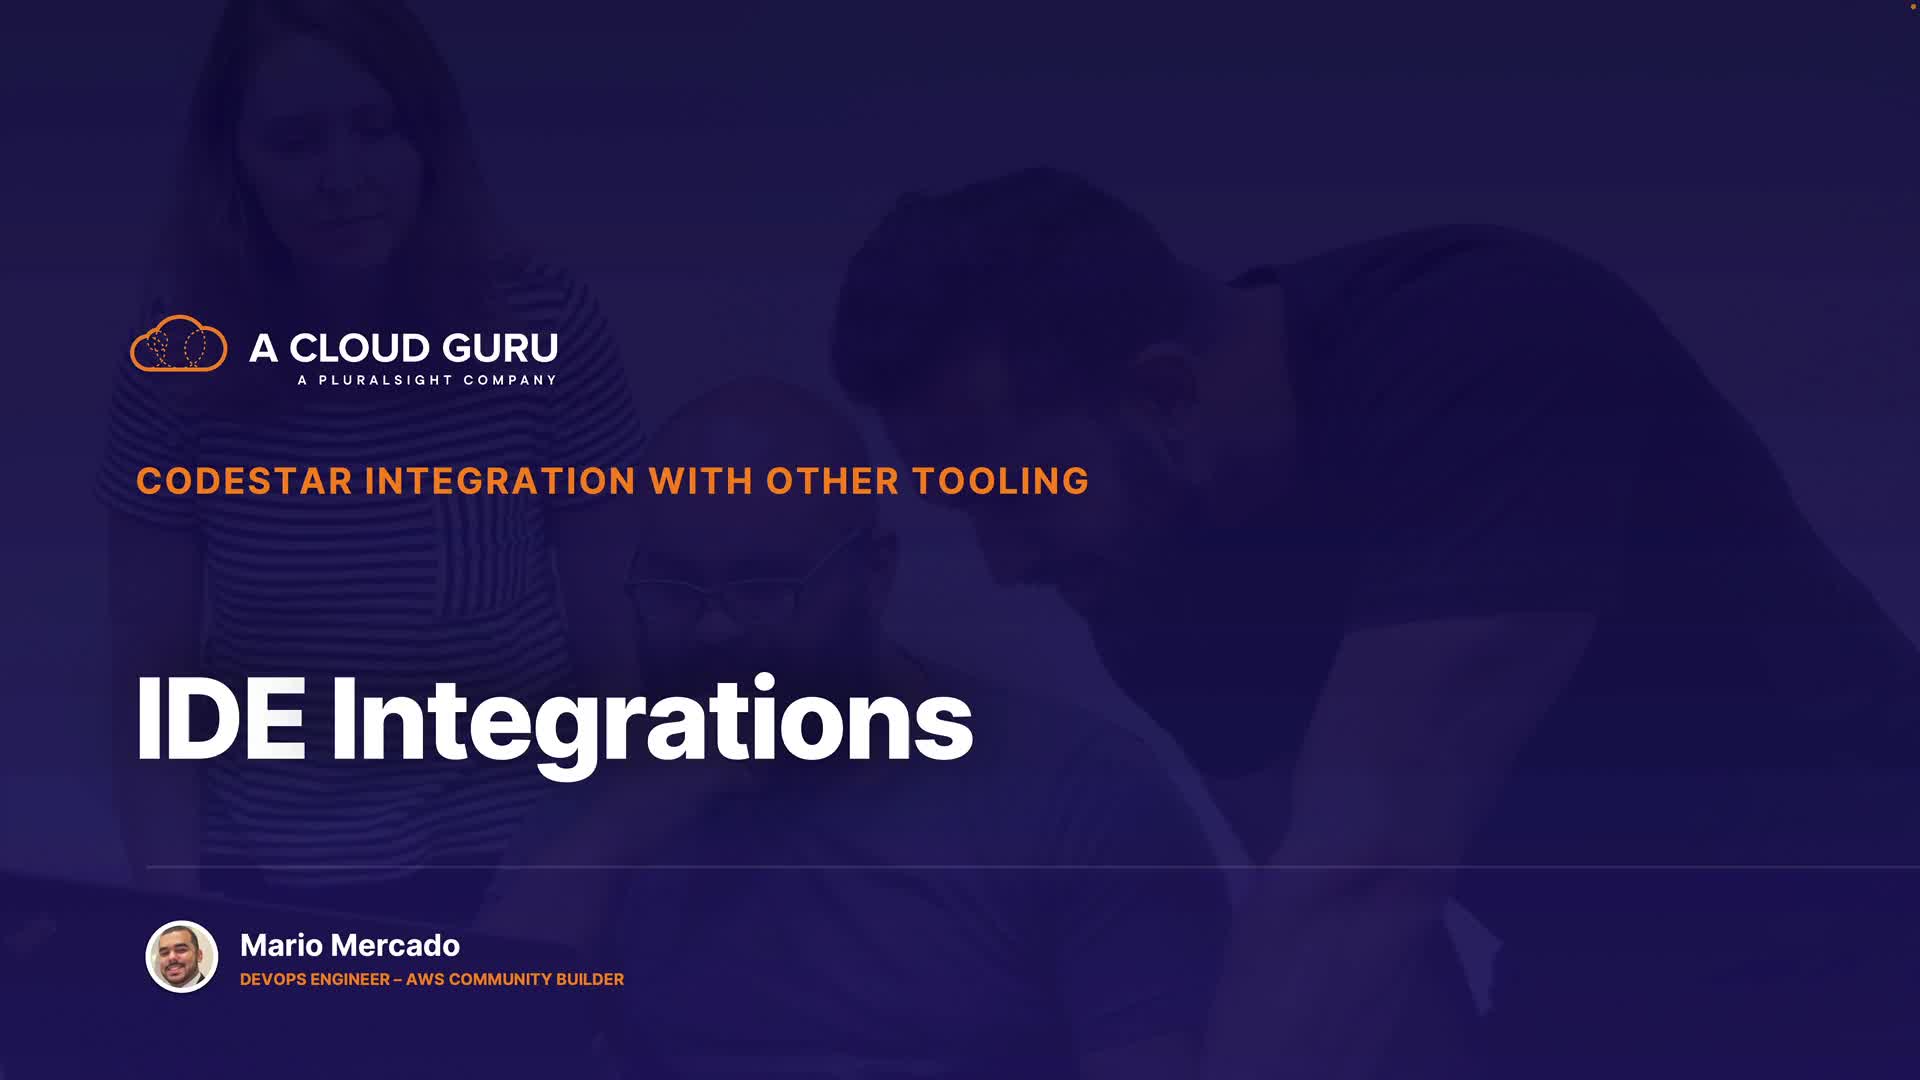 A CLOUD GURU
A PLURALSIGHT COMPANY
CODESTAR INTEGRATION WITH OTHER TOOLING
IDE Integrations
Mario Mercado
DEVOPS ENGINEER – AWS COMMUNITY BUILDER